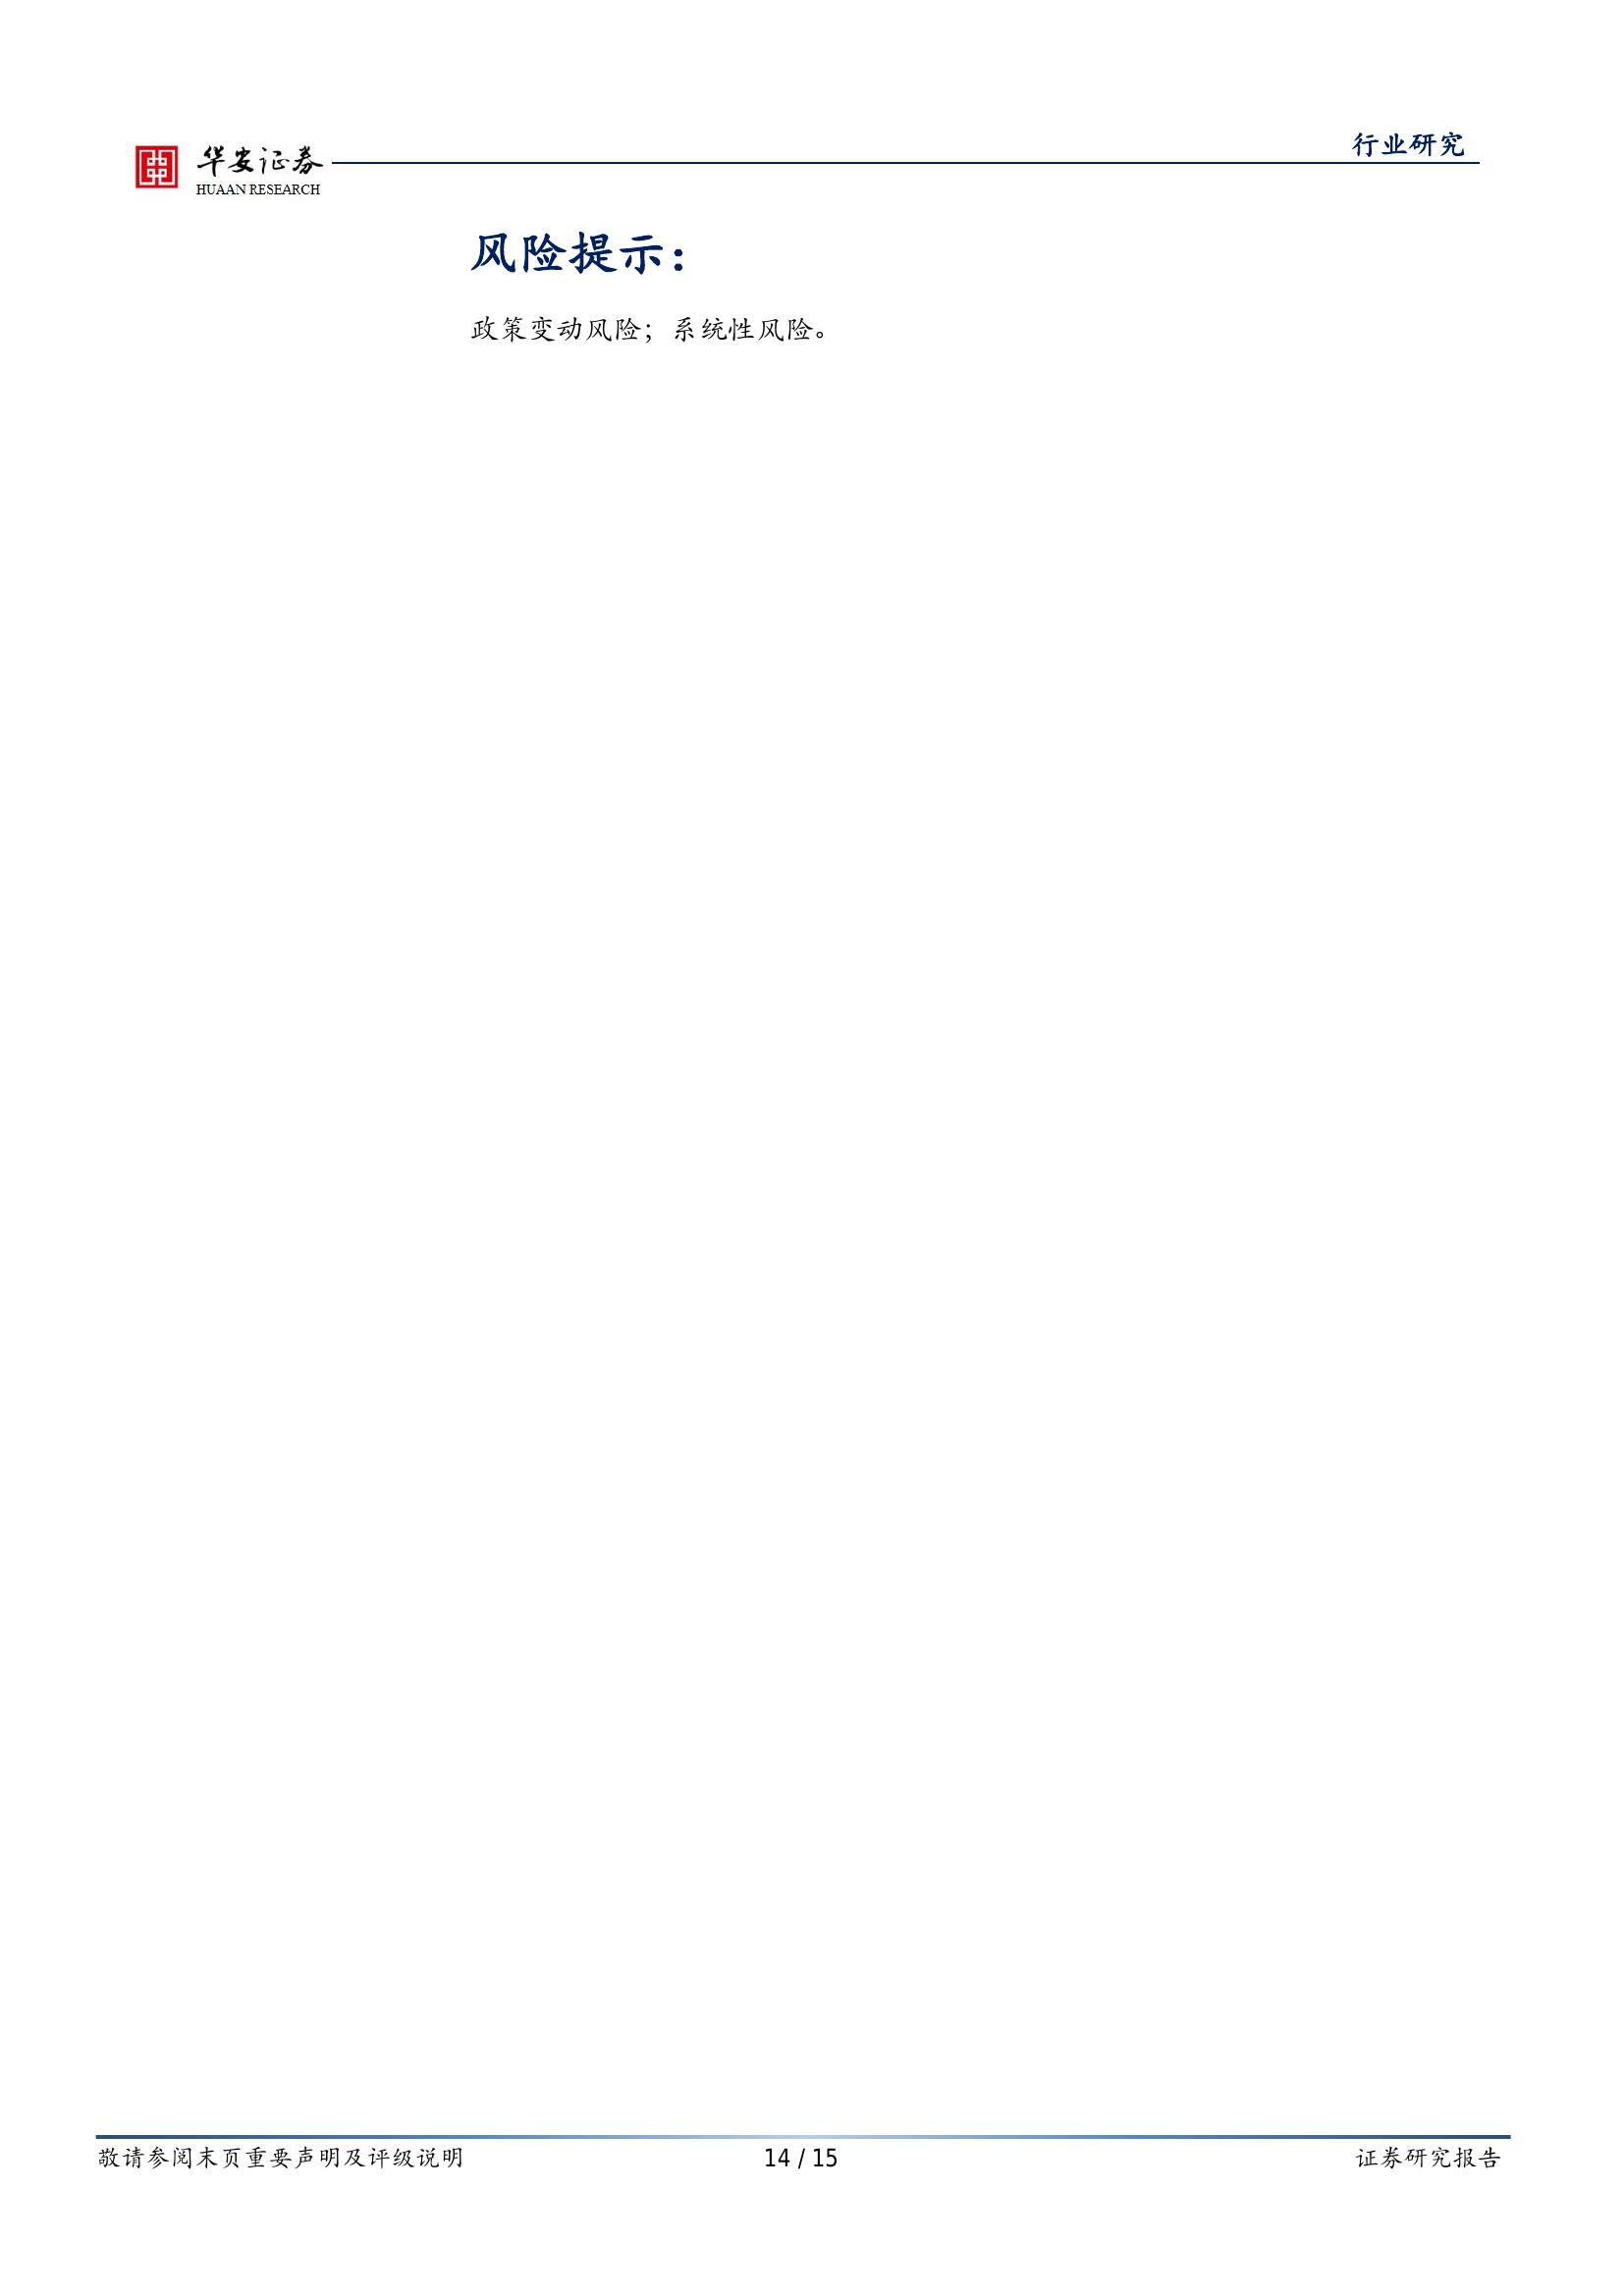 华安证券
HUAAN RESEARCH
行业研究
风险提示：
政策变动风险；系统性风险。
敬请参阅末页重要声明及评级说明
14 / 15
证券研究报告